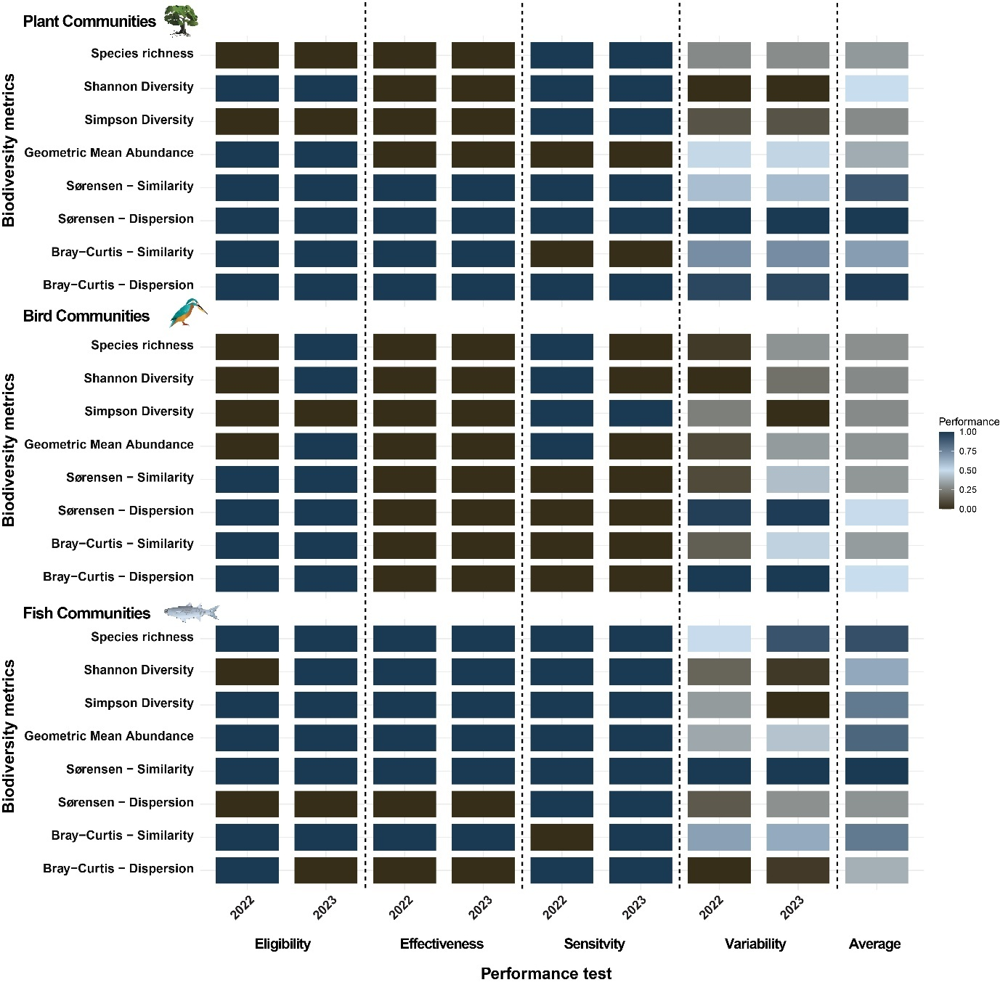 Plant Communities
Species richness
Shannon Diversity
Simpson Diversity
Geometric Mean Abundance
Sørensen − Similarity
Sørensen − Dispersion
Bray−Curtis − Similarity
Bray−Curtis − Dispersion
Biodiversity metrics
Bird Communities
Species richness
Shannon Diversity
Simpson Diversity
Geometric Mean Abundance
Sørensen − Similarity
Sørensen − Dispersion
Bray−Curtis − Similarity
Bray−Curtis − Dispersion
Biodiversity metrics
Performance
1.00
0.75
0.50
0.25
0.00
Fish Communities
Species richness
Shannon Diversity
Simpson Diversity
Geometric Mean Abundance
Sørensen − Similarity
Sørensen − Dispersion
Bray−Curtis − Similarity
Bray−Curtis − Dispersion
Biodiversity metrics
2022 2023 2022 2023 2022 2023 2022 2023
Eligibility Effectiveness Sensitvity Variability Average
Performance test